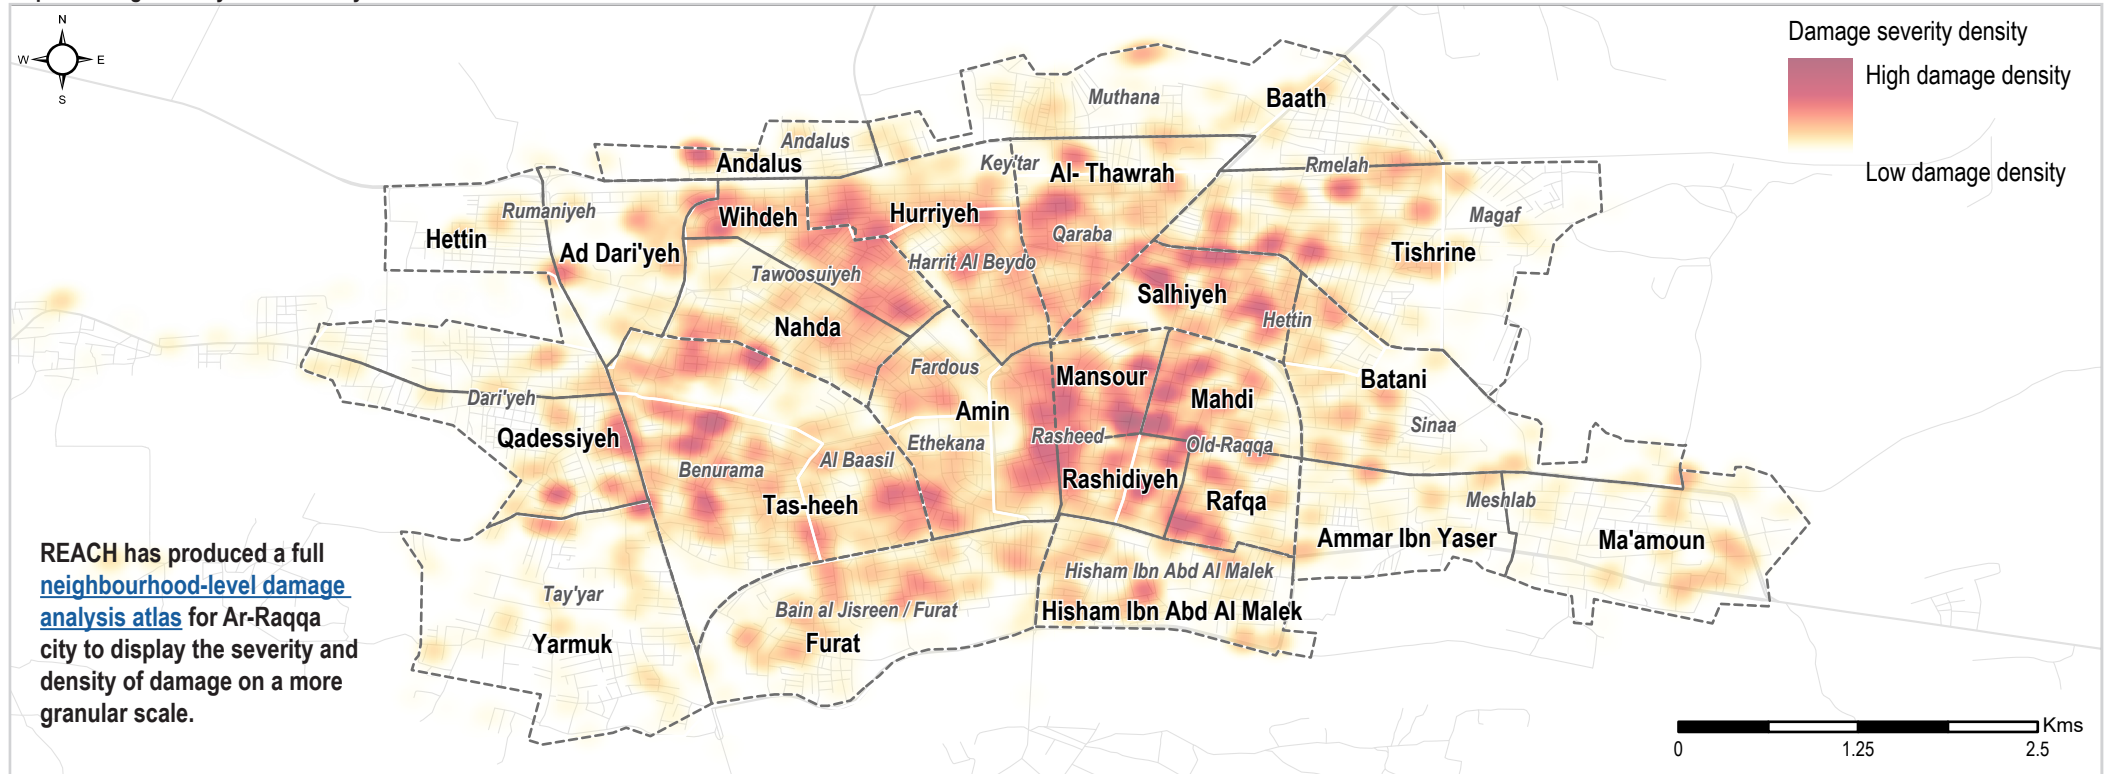 N
W E
S
Damage severity density
High damage density
Low damage density
Muthana
Baath
Andalus
Andalus
Key'tar
Al- Thawrah
Rmelah
Rumaniyeh
Wihdeh
Hurriyeh
Qaraba
Magaf
Hettin
Ad Dari'yeh
Tawoosuiyeh
Harrit Al Beydo
Tishrine
Salhiyeh
Nahda
Hettin
Fardous
Mansour
Batani
Dari'yeh
Mahdi
Amin
Qadessiyeh
Ethekana
Rasheed
Old-Raqqa
Sinaa
Benurama
Al Baasil
Rashidiyeh
Tas-heeh
Rafqa
Meshlab
Ammar Ibn Yaser
Ma'amoun
Hisham Ibn Abd Al Malek
Tay'yar
Bain al Jisreen / Furat
Hisham Ibn Abd Al Malek
Yarmuk
Furat
REACH has produced a full
neighbourhood-level damage
analysis atlas for Ar-Raqqa
city to display the severity and
density of damage on a more
granular scale.
Kms
0 1.25 2.5